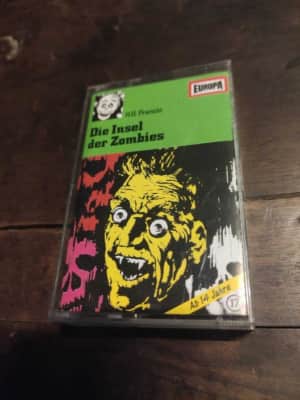 EUROPA
H.G. Francis
Die Insel
der Zombies
Ab 14 Jahre
17